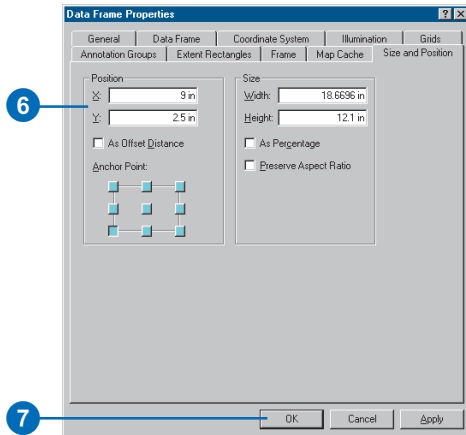 Data Frame Properties
General Data Frame Coordinate System Illumination Grids
Annotation Groups Extent Rectangles Frame Map Cache Size and Position
Position
X: 9 in
Y: 2.5 in
As Offset Distance
Anchor Point:
Size
Width: 18.6696 in
Height: 12.1 in
As Percentage
Preserve Aspect Ratio
6
7
OK Cancel Apply